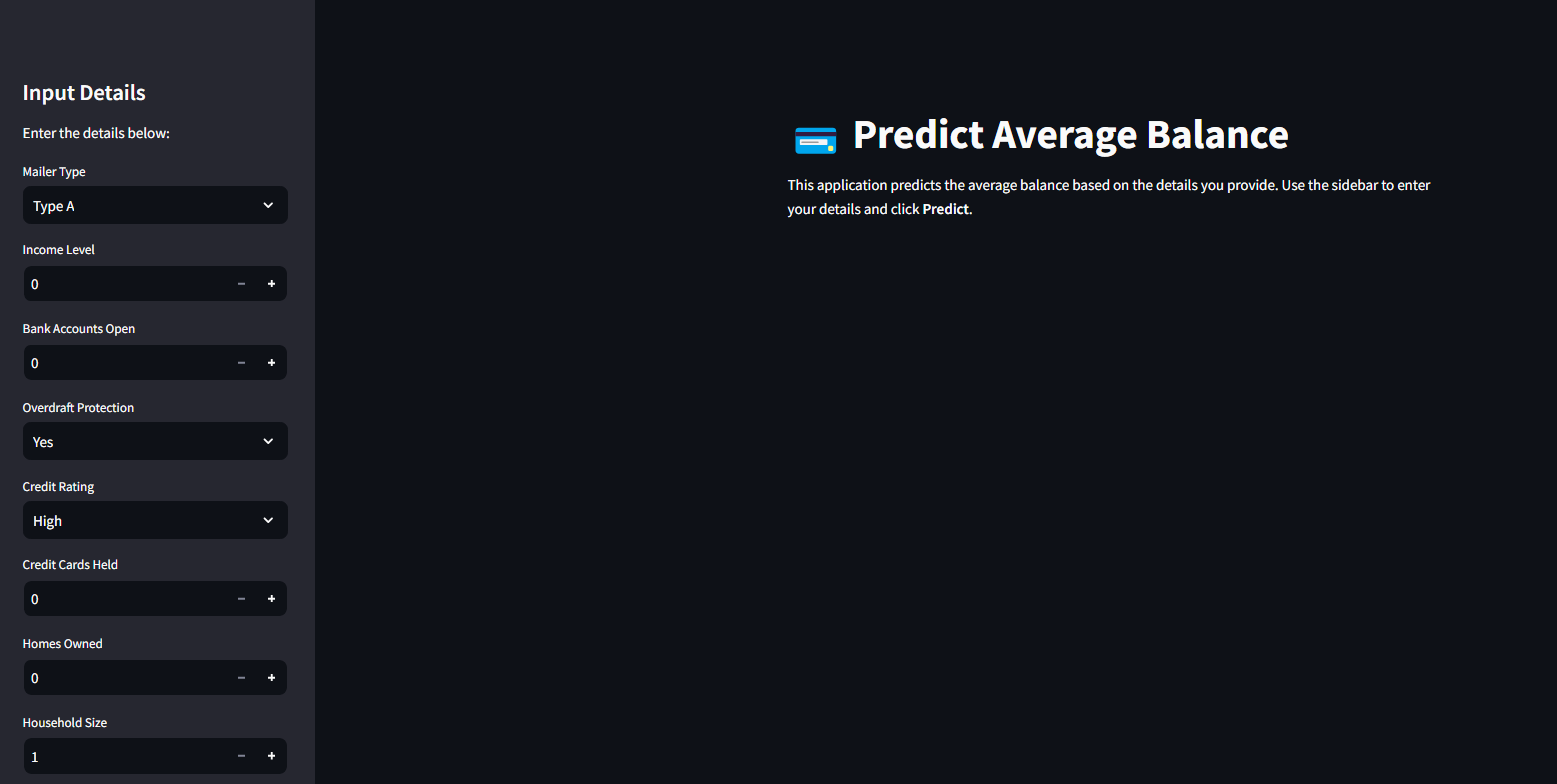 Input Details
Enter the details below:
Mailer Type
Type A
Income Level
0
Bank Accounts Open
0
Overdraft Protection
Yes
Credit Rating
High
Credit Cards Held
0
Homes Owned
0
Household Size
1
Predict Average Balance
This application predicts the average balance based on the details you provide. Use the sidebar to enter
your details and click Predict.